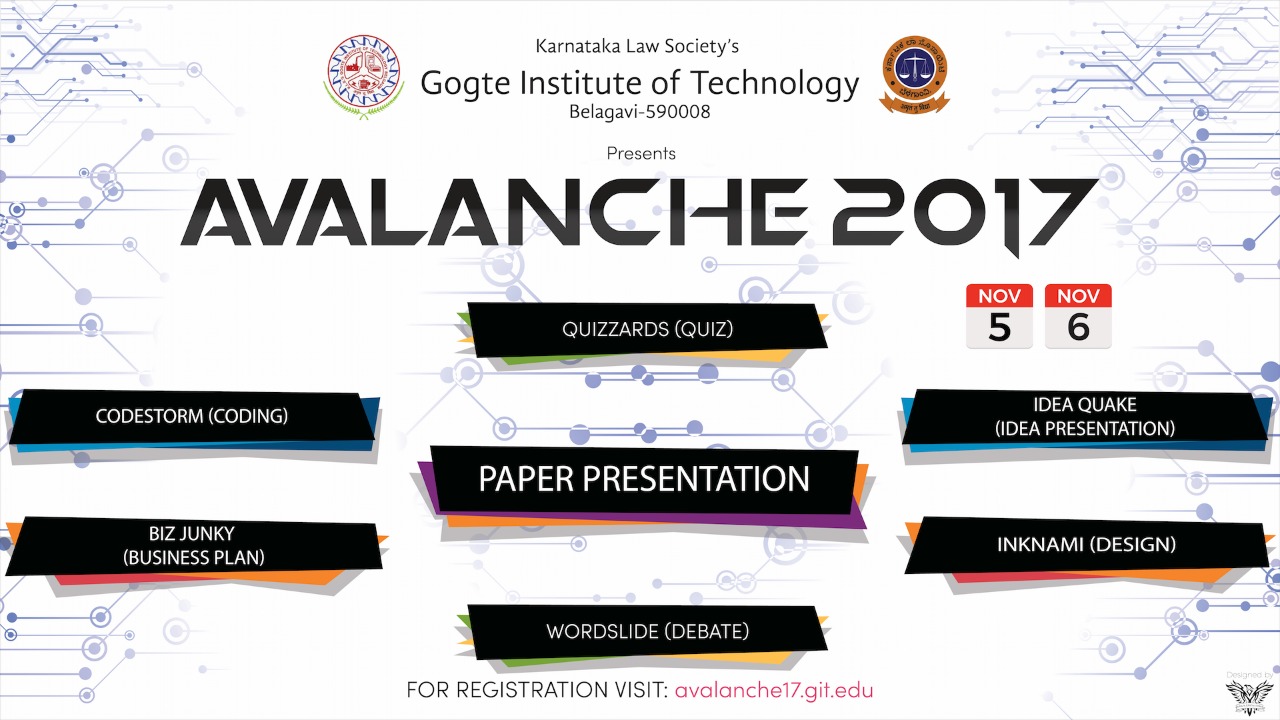 Karnataka Law Society's
Gogte Institute of Technology
Belagavi-590008
Presents
AVALANCHE 2017
NOV
5
NOV
6
QUIZZARDS (QUIZ)
CODESTORM (CODING)
IDEA QUAKE
(IDEA PRESENTATION)
PAPER PRESENTATION
BIZ JUNKY
(BUSINESS PLAN)
INKNAMI (DESIGN)
WORDSLIDE (DEBATE)
FOR REGISTRATION VISIT: avalanche17.git.edu
Designed by